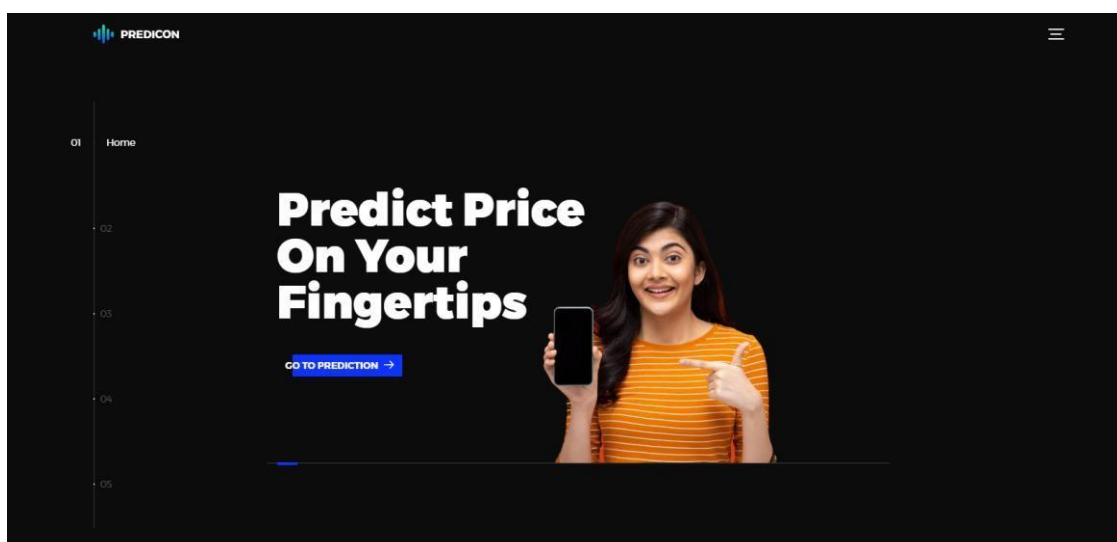 PREDICON
01 Home
02
Predict Price
On Your
Fingertips
03
GO TO PREDICTION →
04
05